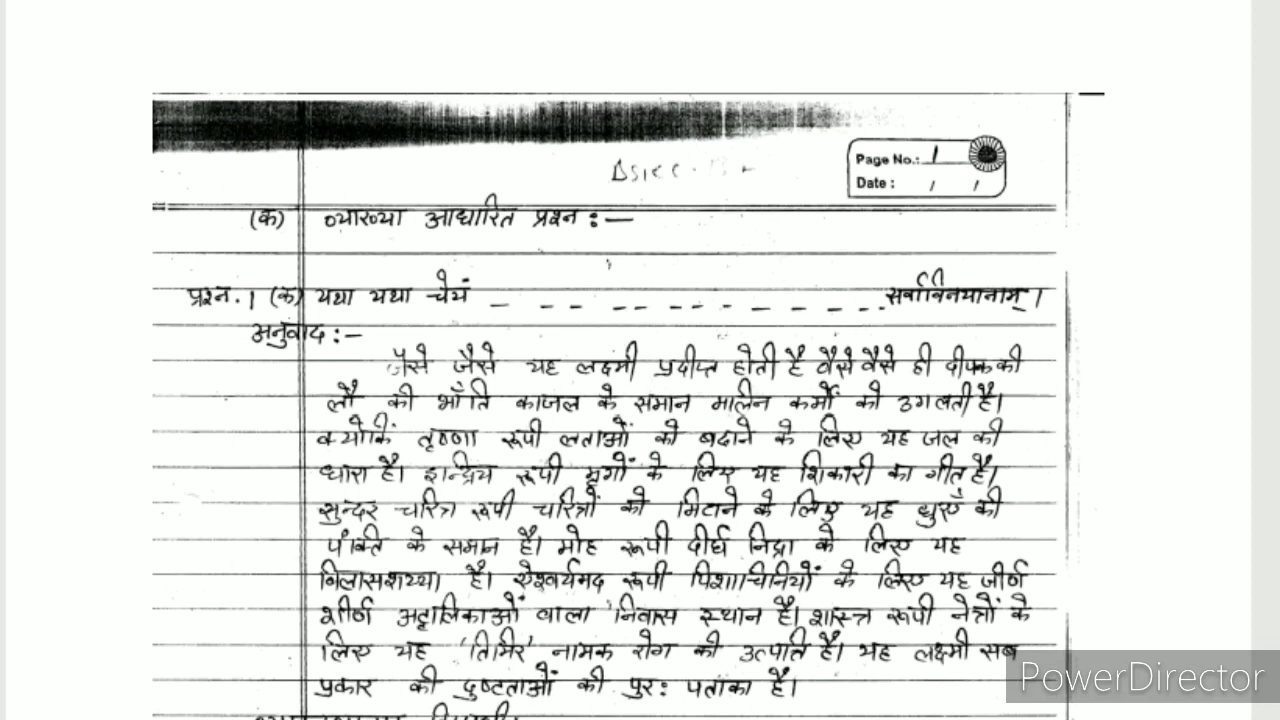 Page No.: 1
Date : / /
(क) व्याख्या आधारित प्रश्न :—
प्रश्न.1 (क) यथा यथा चेयं - - - - - - - - - - - सर्वाविनयानाम्।
अनुवाद :—
जैसे जैसे यह लक्ष्मी प्रदीप्त होती है वैसे वैसे ही दीपक की
लौ की भाँति काजल के समान मलिन कर्मों को उगलती है।
क्योकिं तृष्णा रूपी लताओं को बढाने के लिए यह जल की
धारा है। इन्द्रिय रूपी मृगों के लिए यह शिकारी का गीत है।
सुन्दर चरित्र रूपी चरित्रों को मिटाने के लिए यह धुएँ की
पंक्ति के समान है। मोह रूपी दीर्घ निद्रा के लिए यह
विलासशय्या है। ऐश्वर्यमद रूपी पिशाचिनियों के लिए यह जीर्ण
शीर्ण अट्टालिकाओं वाला निवास स्थान है। शास्त्र रूपी नेत्रों के
लिए यह 'तिमिर' नामक रोग की उत्पति है। यह लक्ष्मी सब
प्रकार की दुष्टताओं की पुर: पताका है।
PowerDirector